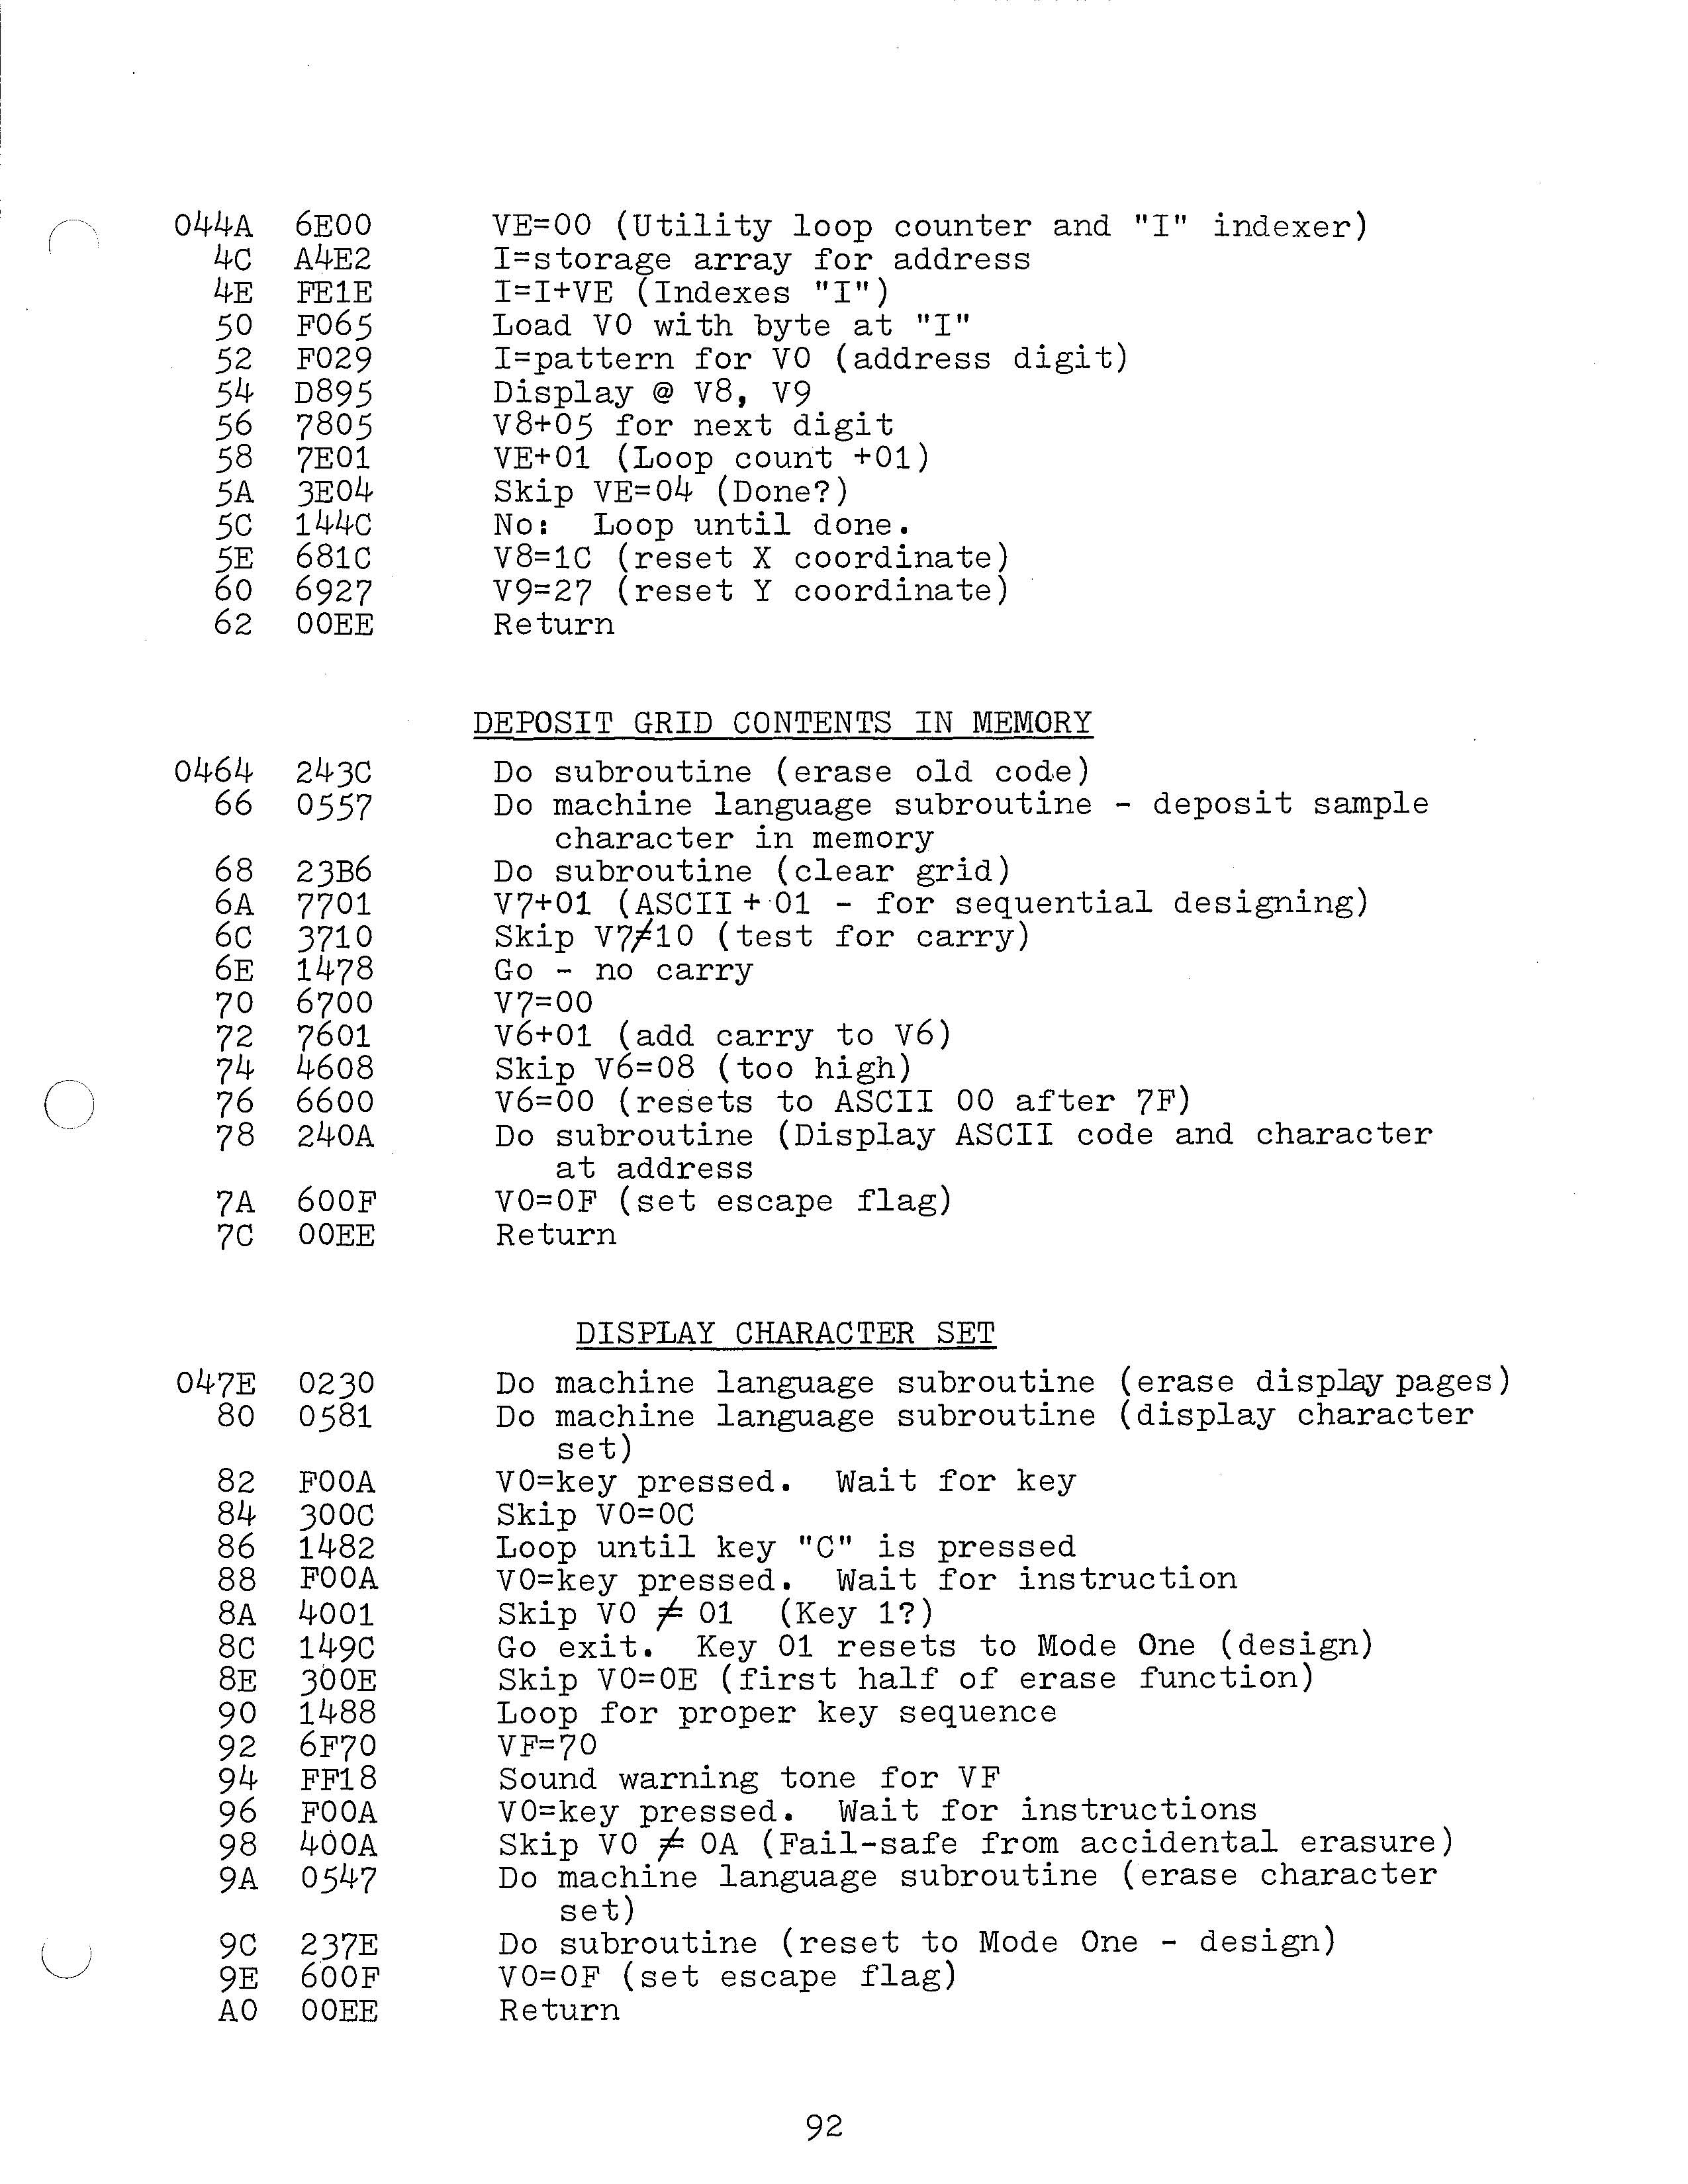 044A 6E00 VE=00 (Utility loop counter and "I" indexer)
4C A4E2 I=storage array for address
4E FE1E I=I+VE (Indexes "I")
50 F065 Load V0 with byte at "I"
52 F029 I=pattern for V0 (address digit)
54 D895 Display @ V8, V9
56 7805 V8+05 for next digit
58 7E01 VE+01 (Loop count +01)
5A 3E04 Skip VE=04 (Done?)
5C 144C No: Loop until done.
5E 681C V8=1C (reset X coordinate)
60 6927 V9=27 (reset Y coordinate)
62 00EE Return
DEPOSIT GRID CONTENTS IN MEMORY
0464 243C Do subroutine (erase old code)
66 0557 Do machine language subroutine - deposit sample
character in memory
68 23B6 Do subroutine (clear grid)
6A 7701 V7+01 (ASCII + 01 - for sequential designing)
6C 3710 Skip V7≠10 (test for carry)
6E 1478 Go - no carry
70 6700 V7=00
72 7601 V6+01 (add carry to V6)
74 4608 Skip V6=08 (too high)
76 6600 V6=00 (resets to ASCII 00 after 7F)
78 240A Do subroutine (Display ASCII code and character
at address
7A 600F V0=0F (set escape flag)
7C 00EE Return
DISPLAY CHARACTER SET
047E 0230 Do machine language subroutine (erase display pages)
80 0581 Do machine language subroutine (display character
set)
82 F00A V0=key pressed. Wait for key
84 300C Skip V0=0C
86 1482 Loop until key "C" is pressed
88 F00A V0=key pressed. Wait for instruction
8A 4001 Skip V0 ≠ 01 (Key 1?)
8C 149C Go exit. Key 01 resets to Mode One (design)
8E 300E Skip V0=0E (first half of erase function)
90 1488 Loop for proper key sequence
92 6F70 VF=70
94 FF18 Sound warning tone for VF
96 F00A V0=key pressed. Wait for instructions
98 400A Skip V0 ≠ 0A (Fail-safe from accidental erasure)
9A 0547 Do machine language subroutine (erase character
set)
9C 237E Do subroutine (reset to Mode One - design)
9E 600F V0=0F (set escape flag)
A0 00EE Return
92